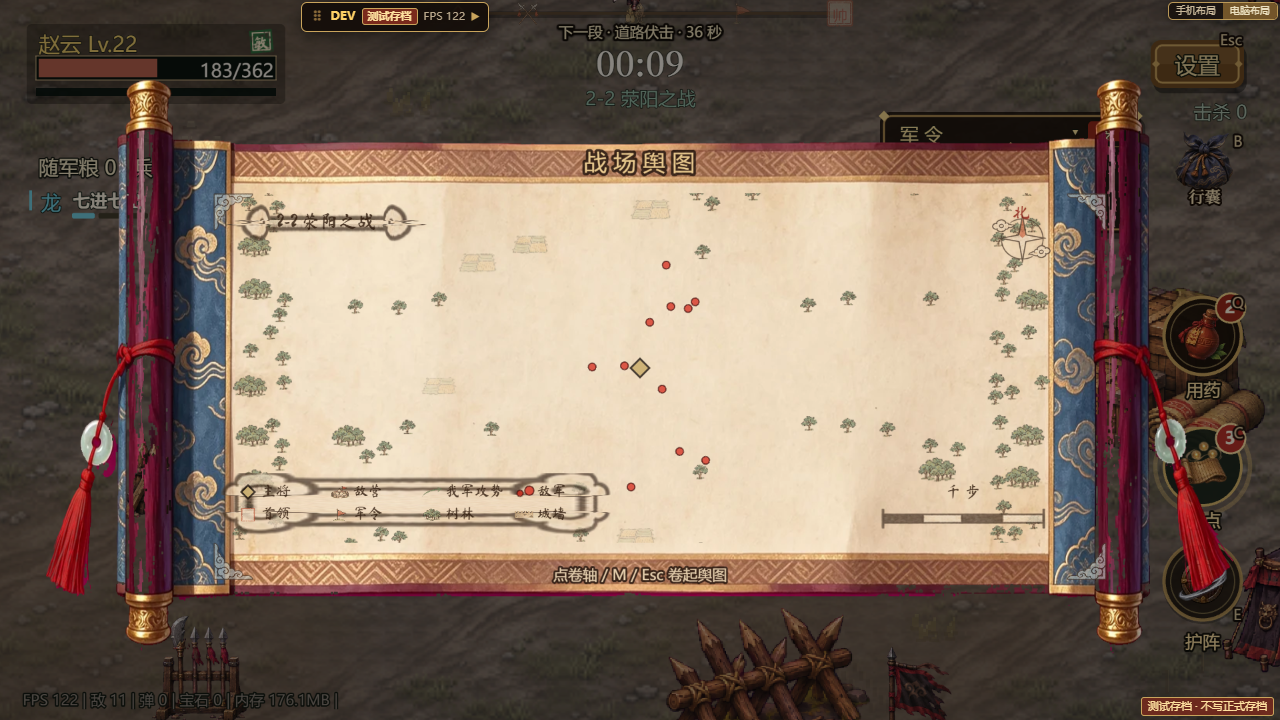 DEV 测试存档 FPS 122 ▶
手机布局 电脑布局
赵云 Lv.22
183/362
下一段 · 道路伏击 · 36 秒
00:09
2-2 荥阳之战
Esc
设置
击杀 0
军令
随军粮 0
兵
龙 七进七
B
行囊
战场舆图
2-2 荥阳之战
北
2 Q
用药
3 C
点
E
护阵
主将 敌营 我军攻势 敌军
首领 军令 树林 城墙
千步
点卷轴 / M / Esc 卷起舆图
FPS 122 | 敌 11 | 弹 0 | 宝石 0 | 内存 176.1MB |
测试存档 · 不写正式存档